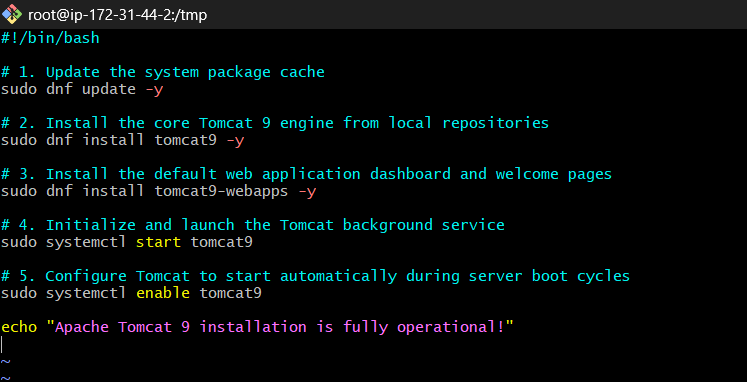 root@ip-172-31-44-2:/tmp
#!/bin/bash
# 1. Update the system package cache
sudo dnf update -y
# 2. Install the core Tomcat 9 engine from local repositories
sudo dnf install tomcat9 -y
# 3. Install the default web application dashboard and welcome pages
sudo dnf install tomcat9-webapps -y
# 4. Initialize and launch the Tomcat background service
sudo systemctl start tomcat9
# 5. Configure Tomcat to start automatically during server boot cycles
sudo systemctl enable tomcat9
echo "Apache Tomcat 9 installation is fully operational!"
~
~